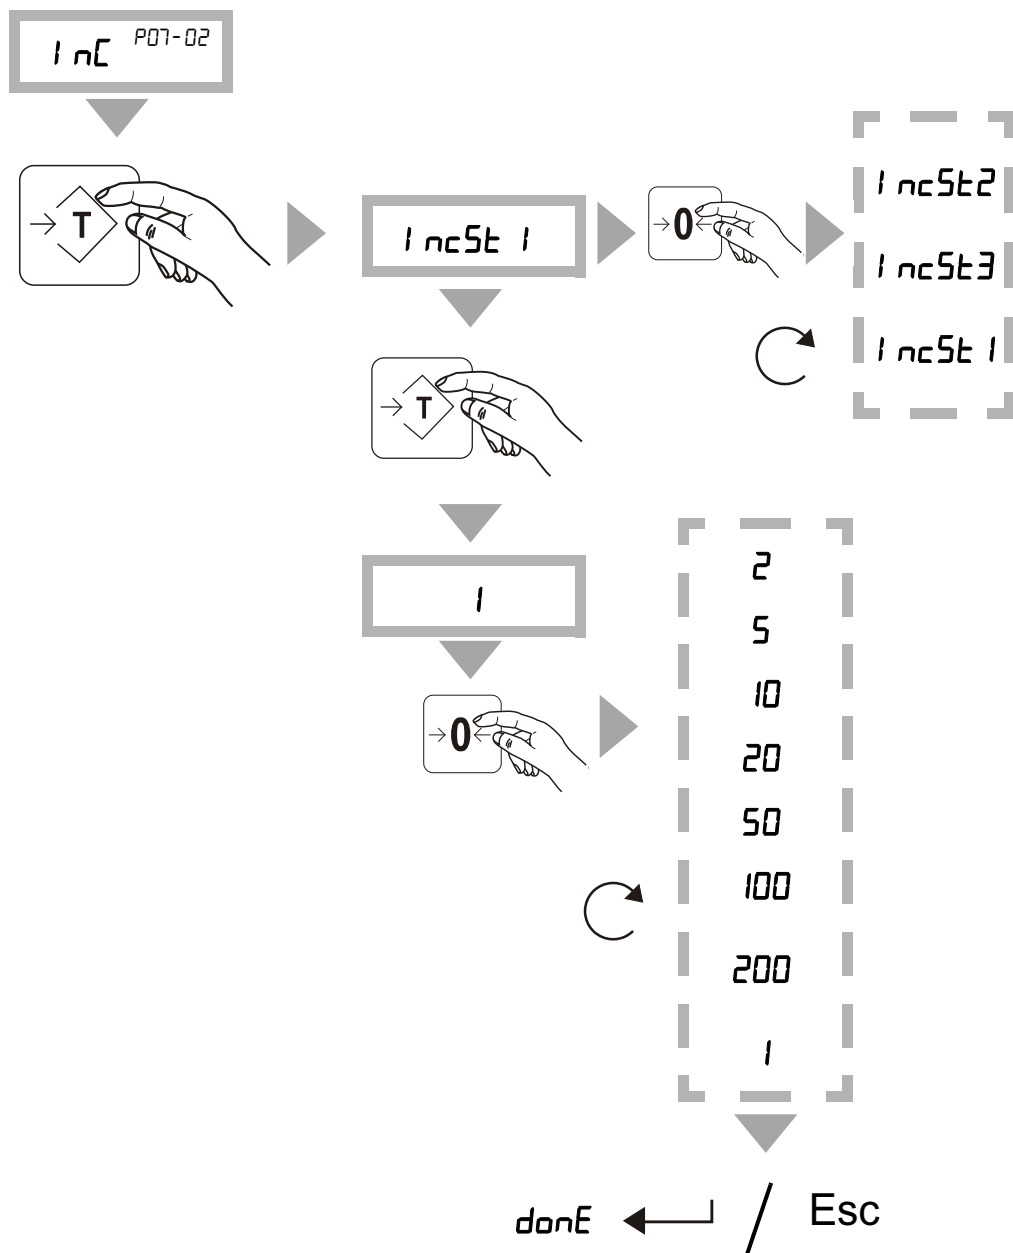 InC P07-02
T
IncSt 1
→0←
IncSt2
IncSt3
IncSt 1
T
1
→0←
2
5
10
20
50
100
200
1
donE / Esc